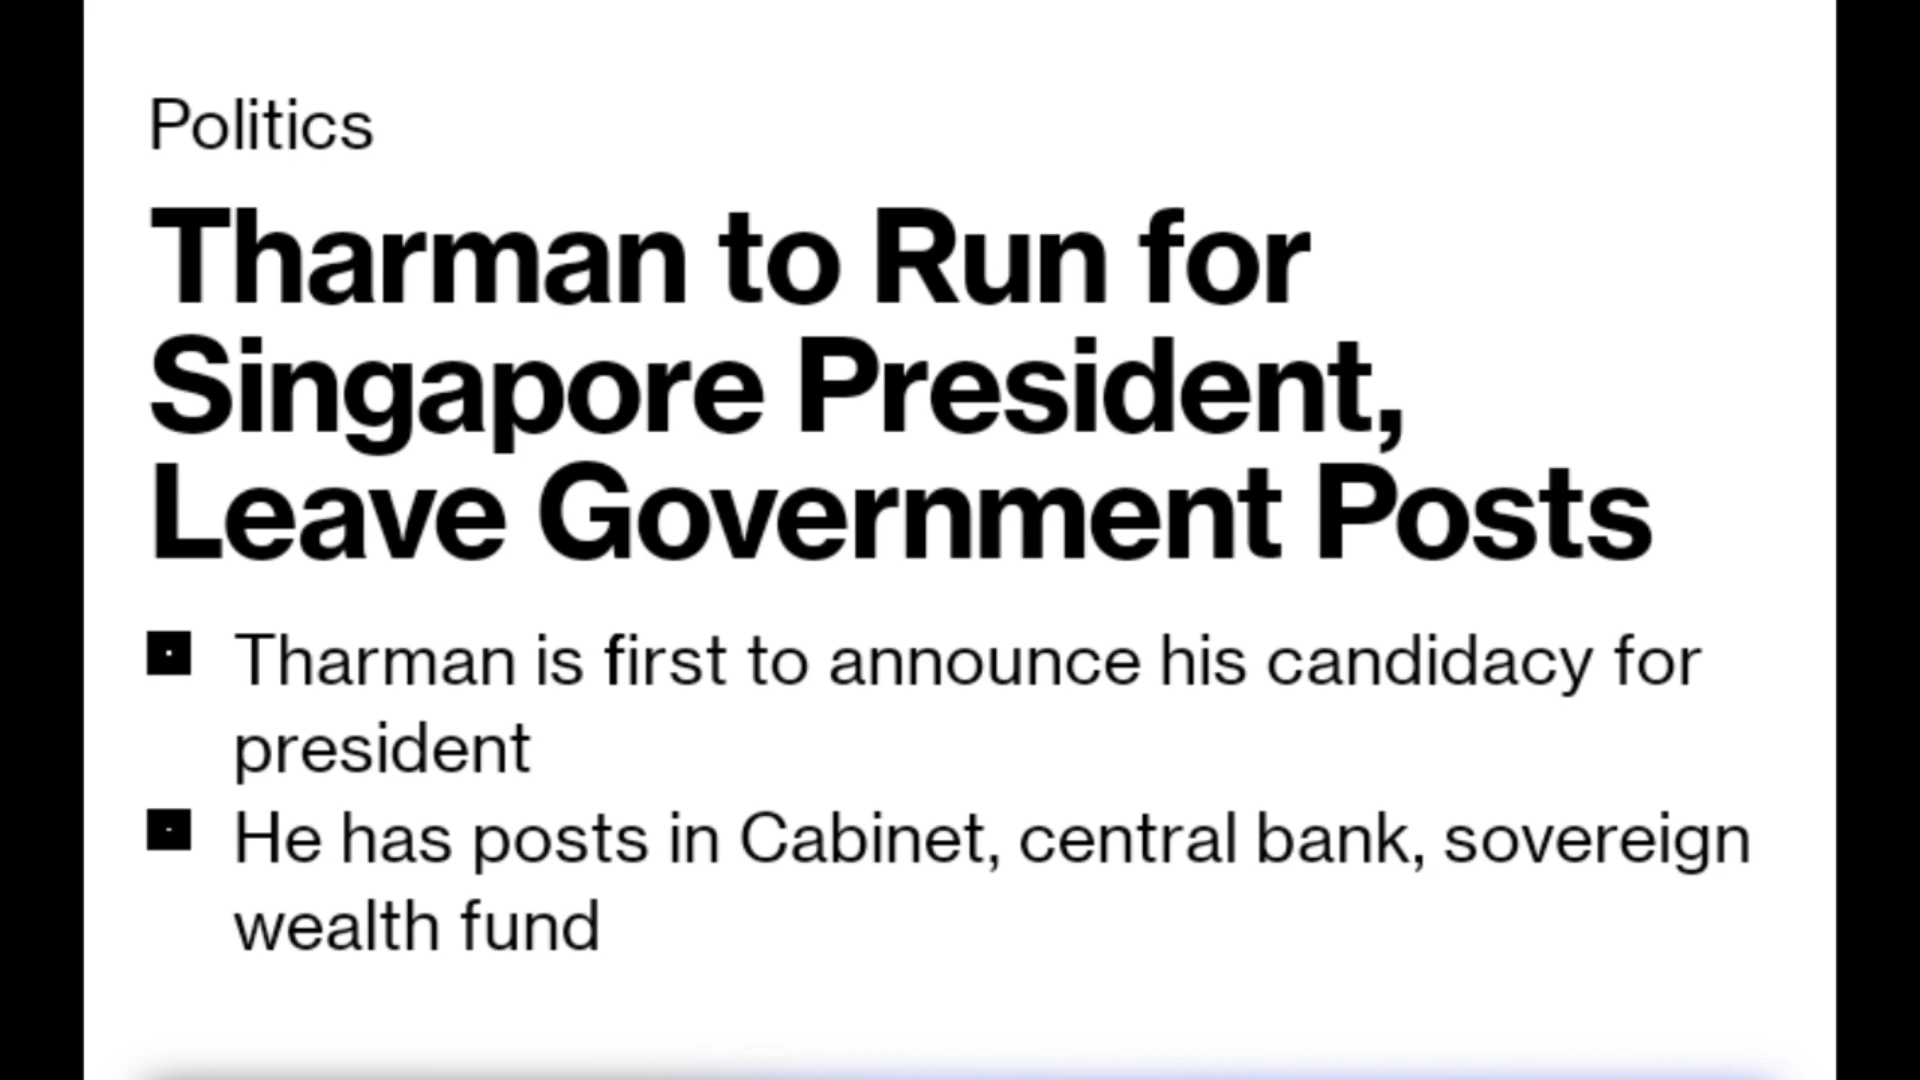 Politics
Tharman to Run for
Singapore President,
Leave Government Posts
Tharman is first to announce his candidacy for
president
He has posts in Cabinet, central bank, sovereign
wealth fund